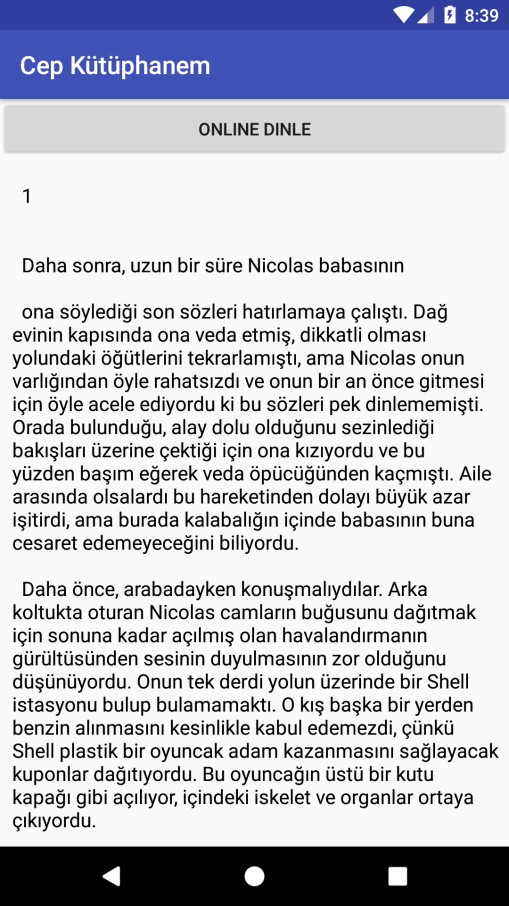 8:39
Cep Kütüphanem
ONLINE DINLE
1
Daha sonra, uzun bir süre Nicolas babasının
ona söylediği son sözleri hatırlamaya çalıştı. Dağ
evinin kapısında ona veda etmiş, dikkatli olması
yolundaki öğütlerini tekrarlamıştı, ama Nicolas onun
varlığından öyle rahatsızdı ve onun bir an önce gitmesi
için öyle acele ediyordu ki bu sözleri pek dinlememişti.
Orada bulunduğu, alay dolu olduğunu sezinlediği
bakışları üzerine çektiği için ona kızıyordu ve bu
yüzden başım eğerek veda öpücüğünden kaçmıştı. Aile
arasında olsalardı bu hareketinden dolayı büyük azar
işitirdi, ama burada kalabalığın içinde babasının buna
cesaret edemeyeceğini biliyordu.
Daha önce, arabadayken konuşmalıydılar. Arka
koltukta oturan Nicolas camların buğusunu dağıtmak
için sonuna kadar açılmış olan havalandırmanın
gürültüsünden sesinin duyulmasının zor olduğunu
düşünüyordu. Onun tek derdi yolun üzerinde bir Shell
istasyonu bulup bulamamaktı. O kış başka bir yerden
benzin alınmasını kesinlikle kabul edemezdi, çünkü
Shell plastik bir oyuncak adam kazanmasını sağlayacak
kuponlar dağıtıyordu. Bu oyuncağın üstü bir kutu
kapağı gibi açılıyor, içindeki iskelet ve organlar ortaya
çıkıyordu.